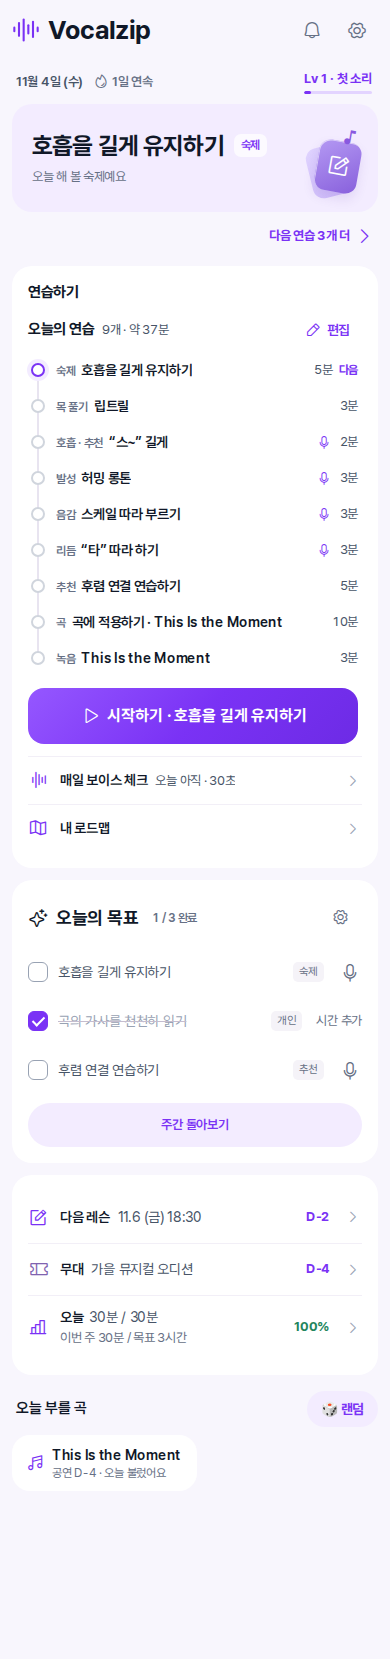 Vocalzip
11월 4일 (수) 1일 연속 Lv 1 · 첫 소리
호흡을 길게 유지하기 숙제
오늘 해 볼 숙제예요
다음 연습 3개 더
연습하기
오늘의 연습 9개 · 약 37분 편집
숙제 호흡을 길게 유지하기 5분 다음
목 풀기 립트릴 3분
호흡 · 추천 “스~” 길게 2분
발성 허밍 롱톤 3분
음감 스케일 따라 부르기 3분
리듬 “타” 따라 하기 3분
추천 후렴 연결 연습하기 5분
곡 곡에 적용하기 · This Is the Moment 10분
녹음 This Is the Moment 3분
시작하기 · 호흡을 길게 유지하기
매일 보이스 체크 오늘 아직 · 30초
내 로드맵
오늘의 목표 1 / 3 완료
호흡을 길게 유지하기 숙제
곡의 가사를 천천히 읽기 개인 시간 추가
후렴 연결 연습하기 추천
주간 돌아보기
다음 레슨 11.6 (금) 18:30 D-2
무대 가을 뮤지컬 오디션 D-4
오늘 30분 / 30분 100%
이번 주 30분 / 목표 3시간
오늘 부를 곡 🎲 랜덤
This Is the Moment
공연 D-4 · 오늘 불렀어요